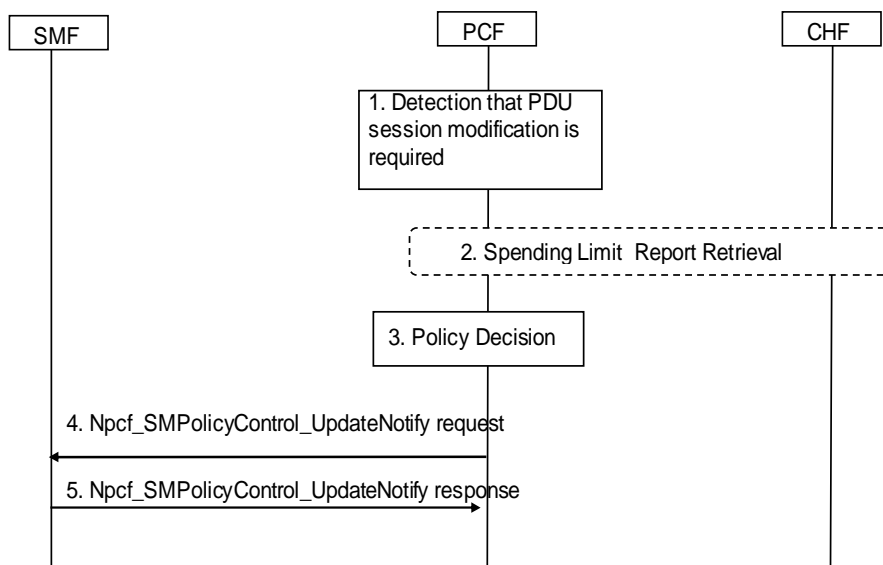 SMF
PCF
CHF
1. Detection that PDU
session modification is
required
2. Spending Limit Report Retrieval
3. Policy Decision
4. Npcf_SMPolicyControl_UpdateNotify request
5. Npcf_SMPolicyControl_UpdateNotify response